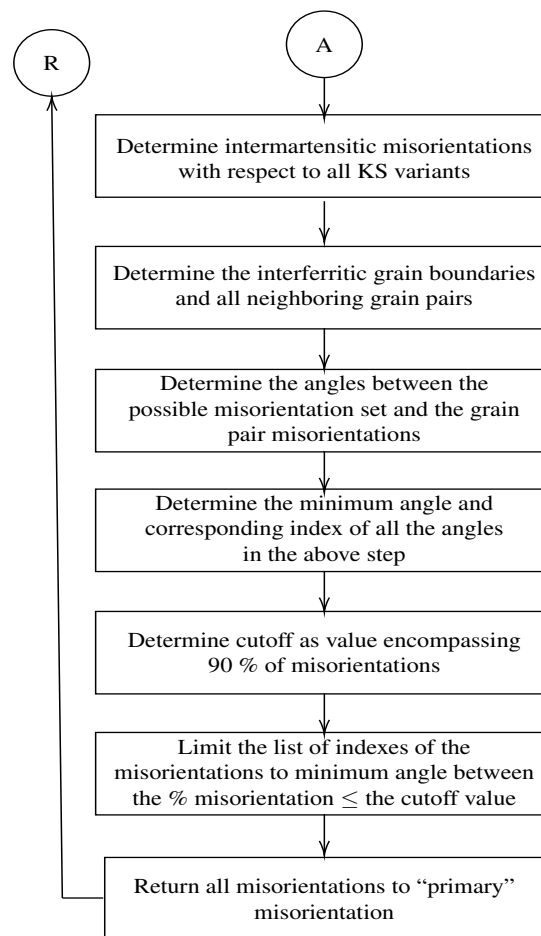 R
A
Determine intermartensitic misorientations
with respect to all KS variants
Determine the interferritic grain boundaries
and all neighboring grain pairs
Determine the angles between the
possible misorientation set and the grain
pair misorientations
Determine the minimum angle and
corresponding index of all the angles
in the above step
Determine cutoff as value encompassing
90 % of misorientations
Limit the list of indexes of the
misorientations to minimum angle between
the % misorientation ≤ the cutoff value
Return all misorientations to “primary”
misorientation